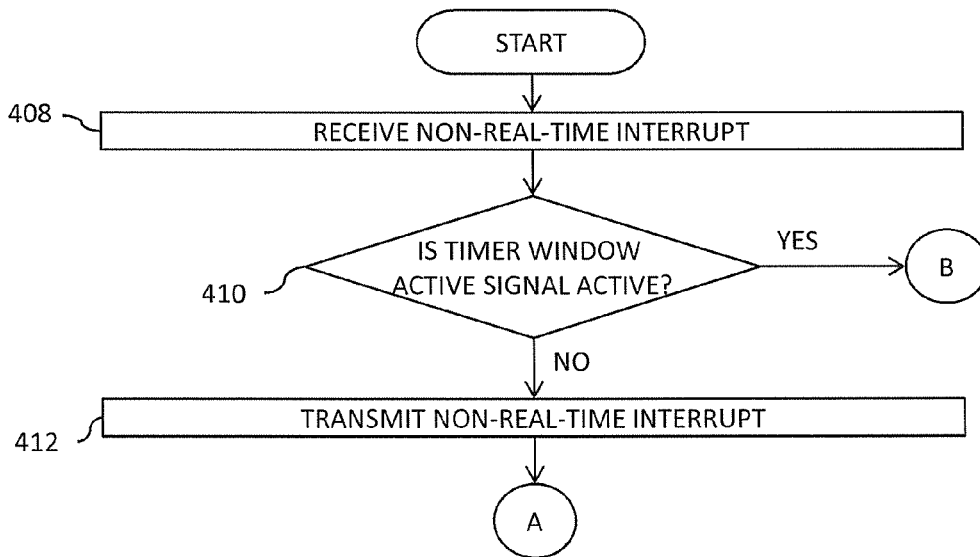 START
408
RECEIVE NON-REAL-TIME INTERRUPT
IS TIMER WINDOW
ACTIVE SIGNAL ACTIVE?
410
YES
B
NO
TRANSMIT NON-REAL-TIME INTERRUPT
412
A